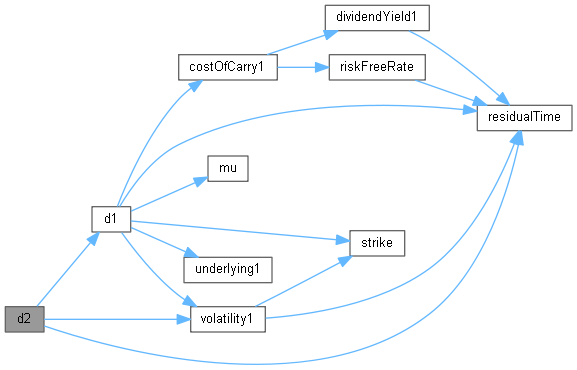 dividendYield1
costOfCarry1
riskFreeRate
residualTime
mu
d1
strike
underlying1
d2
volatility1